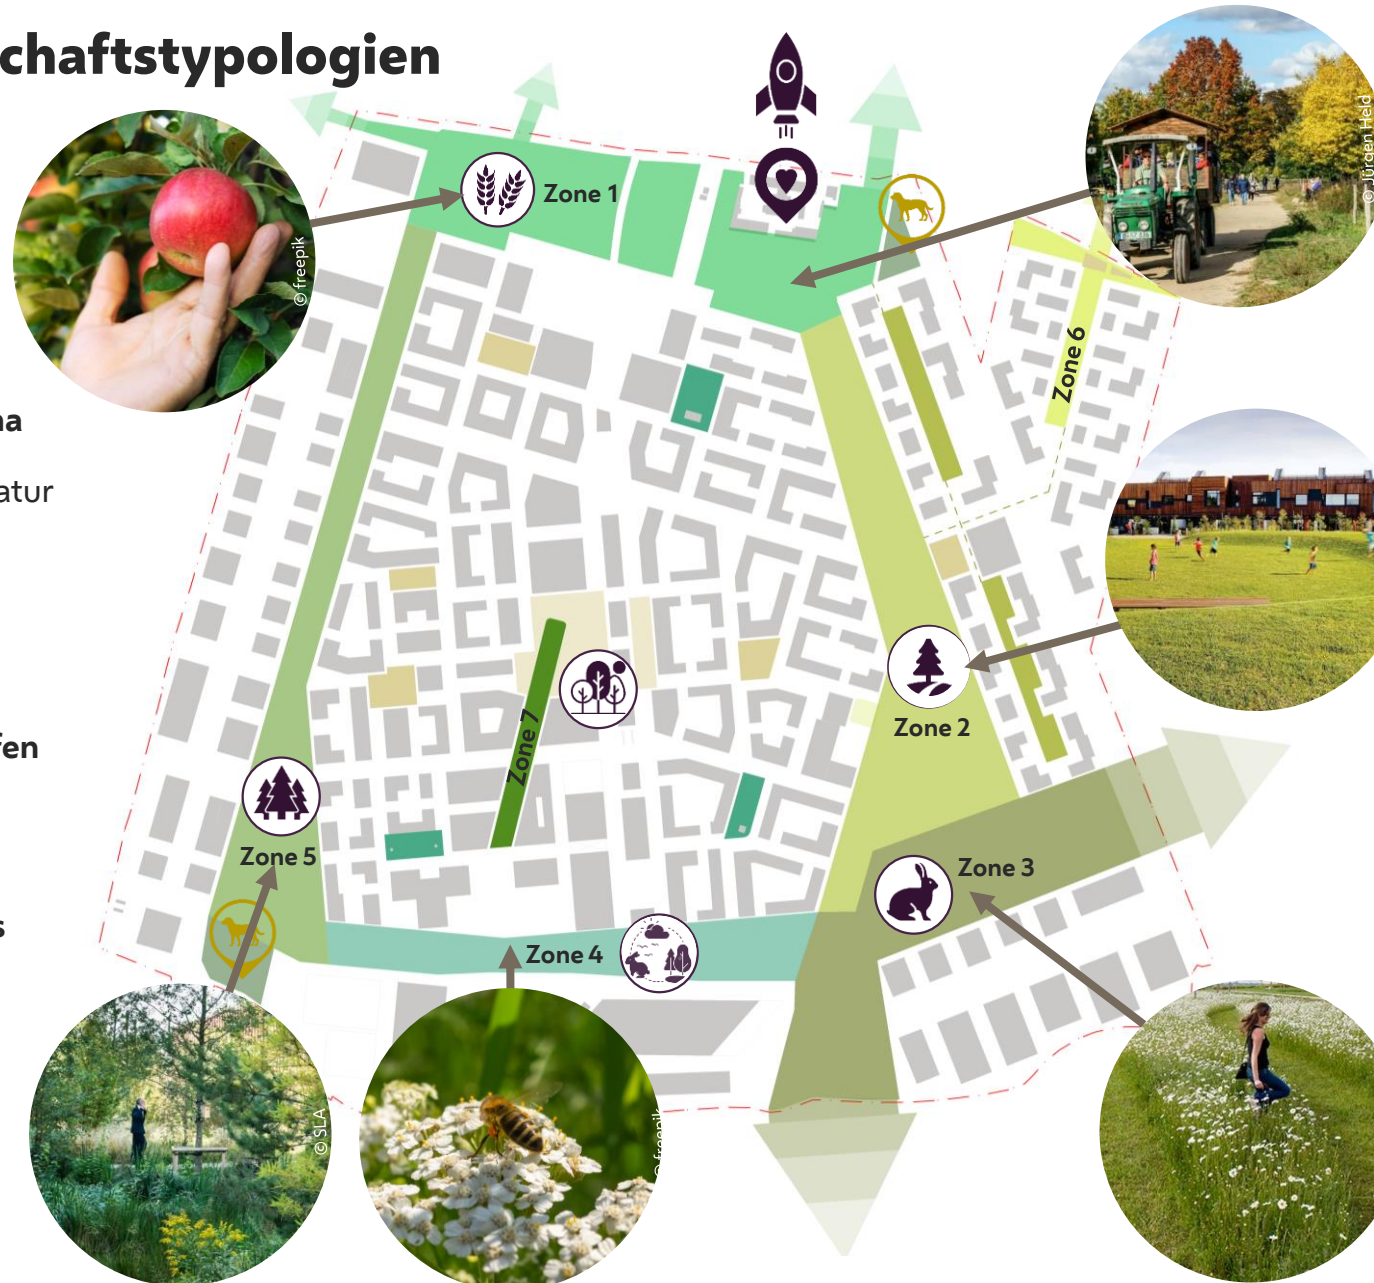 chaftstypologien
© Jürgen Held
Zone 1
© freepik
Zone 6
na
atur
Zone 7
Zone 2
fen
Zone 5
Zone 3
s
Zone 4
© SLA
© freepik